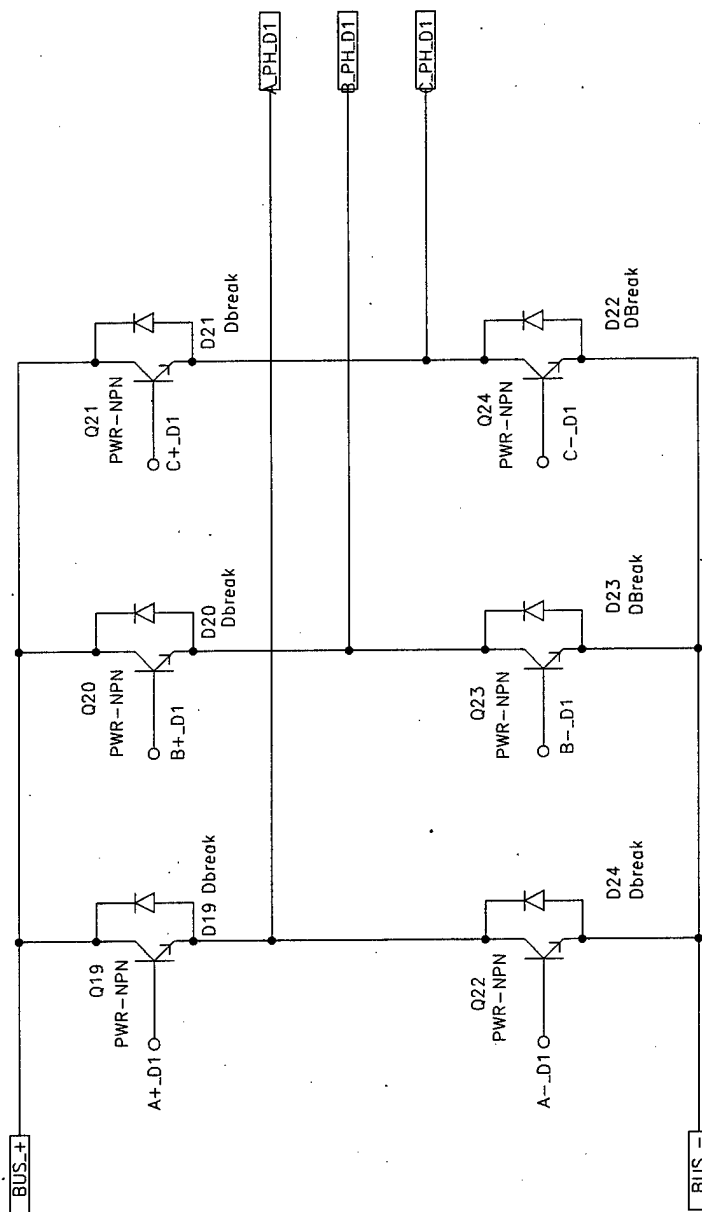 BUS_+
A_PH_D1
B_PH_D1
C_PH_D1
Q19
PWR-NPN
A+_D1
D19 Dbreak
Q20
PWR-NPN
B+_D1
D20
Dbreak
Q21
PWR-NPN
C+_D1
D21
Dbreak
Q22
PWR-NPN
A-_D1
D24
Dbreak
Q23
PWR-NPN
B-_D1
D23
DBreak
Q24
PWR-NPN
C-_D1
D22
DBreak
BUS_-